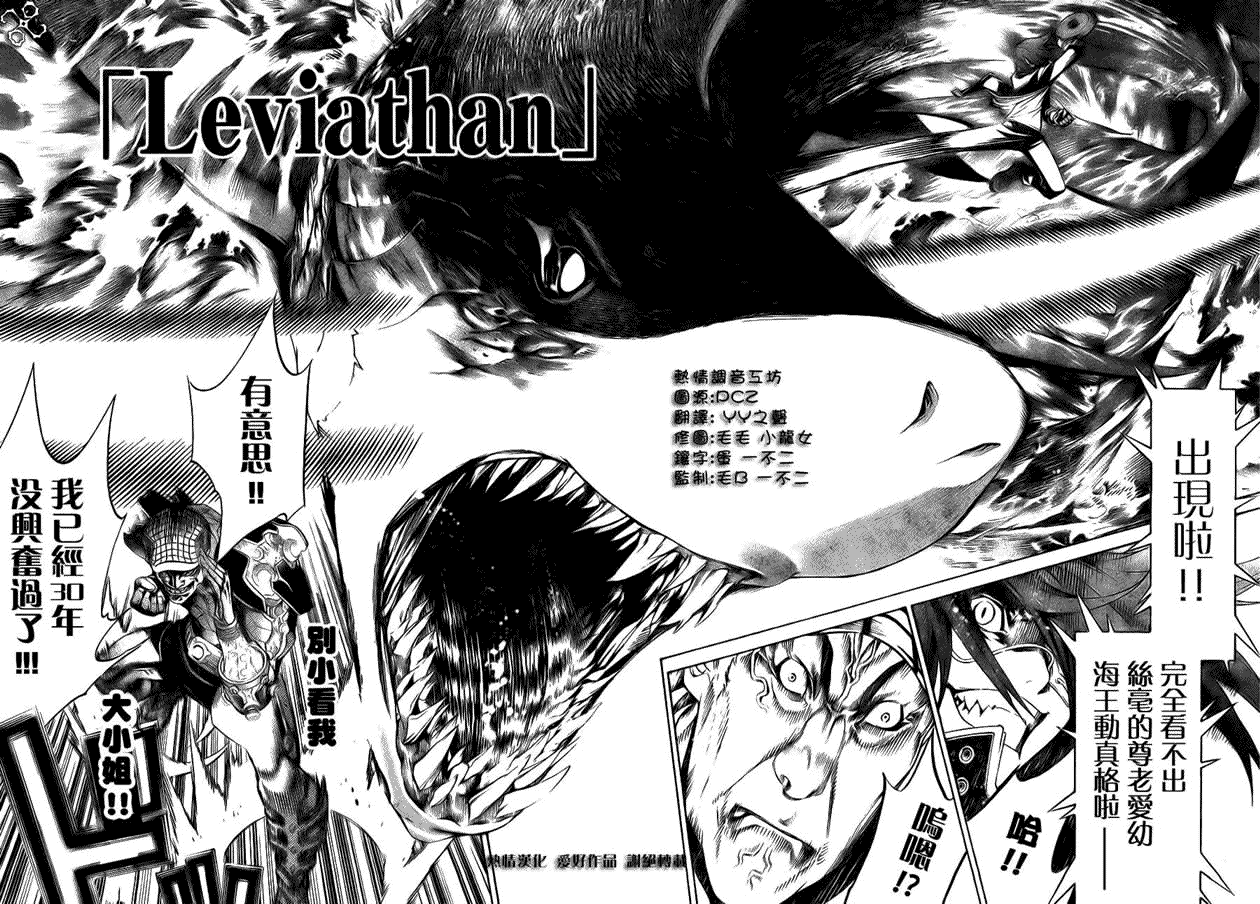 「Leviathan」
出現啦!!
完全看不出
絲毫的尊老愛幼
海王動真格啦——
哈!!
嗚嗯!?
熱情調音工坊
圖源:PCZ
翻譯: YY之聲
修圖:毛毛 小龍女
鑲字:蛋 一不二
監制:毛B 一不二
有意思!!
我已經30年
没興奮過了!!!
別小看我
大小姐!!
熱情漢化 愛好作品 謝絕轉載